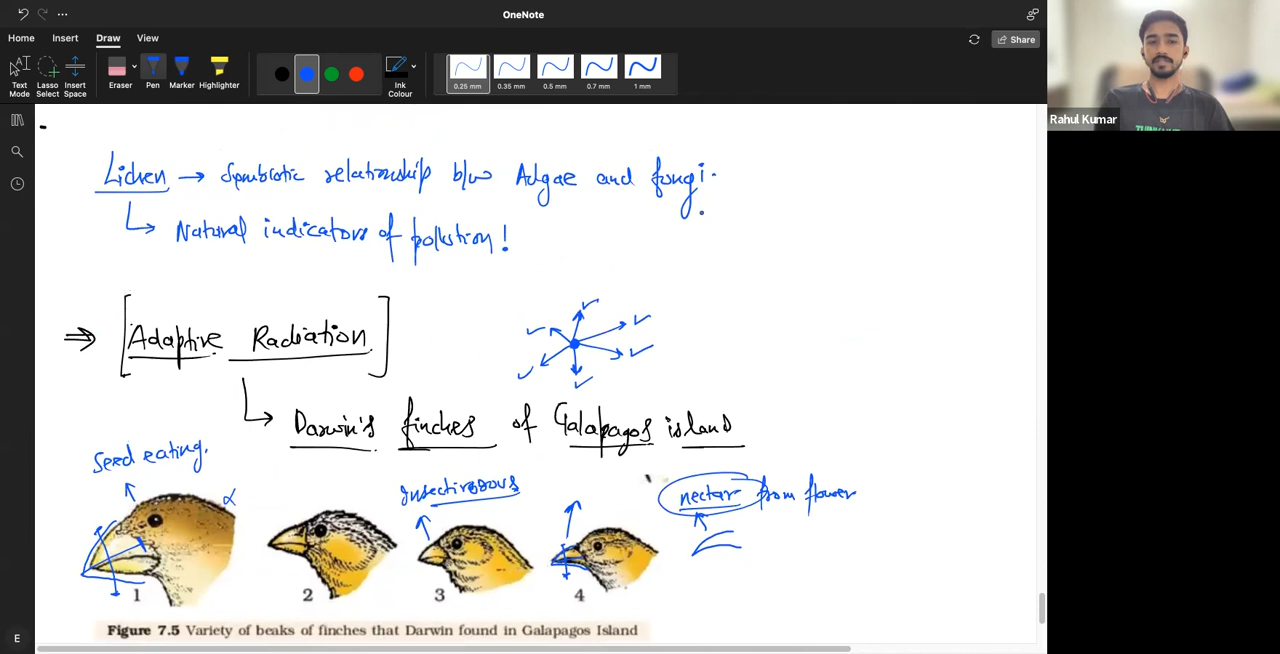 OneNote
Home Insert Draw View
Share
Text Mode Lasso Select Insert Space Eraser Pen Marker Highlighter Ink Colour 0.25 mm 0.35 mm 0.5 mm 0.7 mm 1 mm
Rahul Kumar
Lichen → Symbiotic relationship b/w Algae and fungi.
↳ Natural indicators of pollution!
⇒ [Adaptive Radiation]
↳ Darwin's finches of Galapagos island
Seed eating.
Insectivorous
nectar from flower
α
1 2 3 4
Figure 7.5 Variety of beaks of finches that Darwin found in Galapagos Island
E